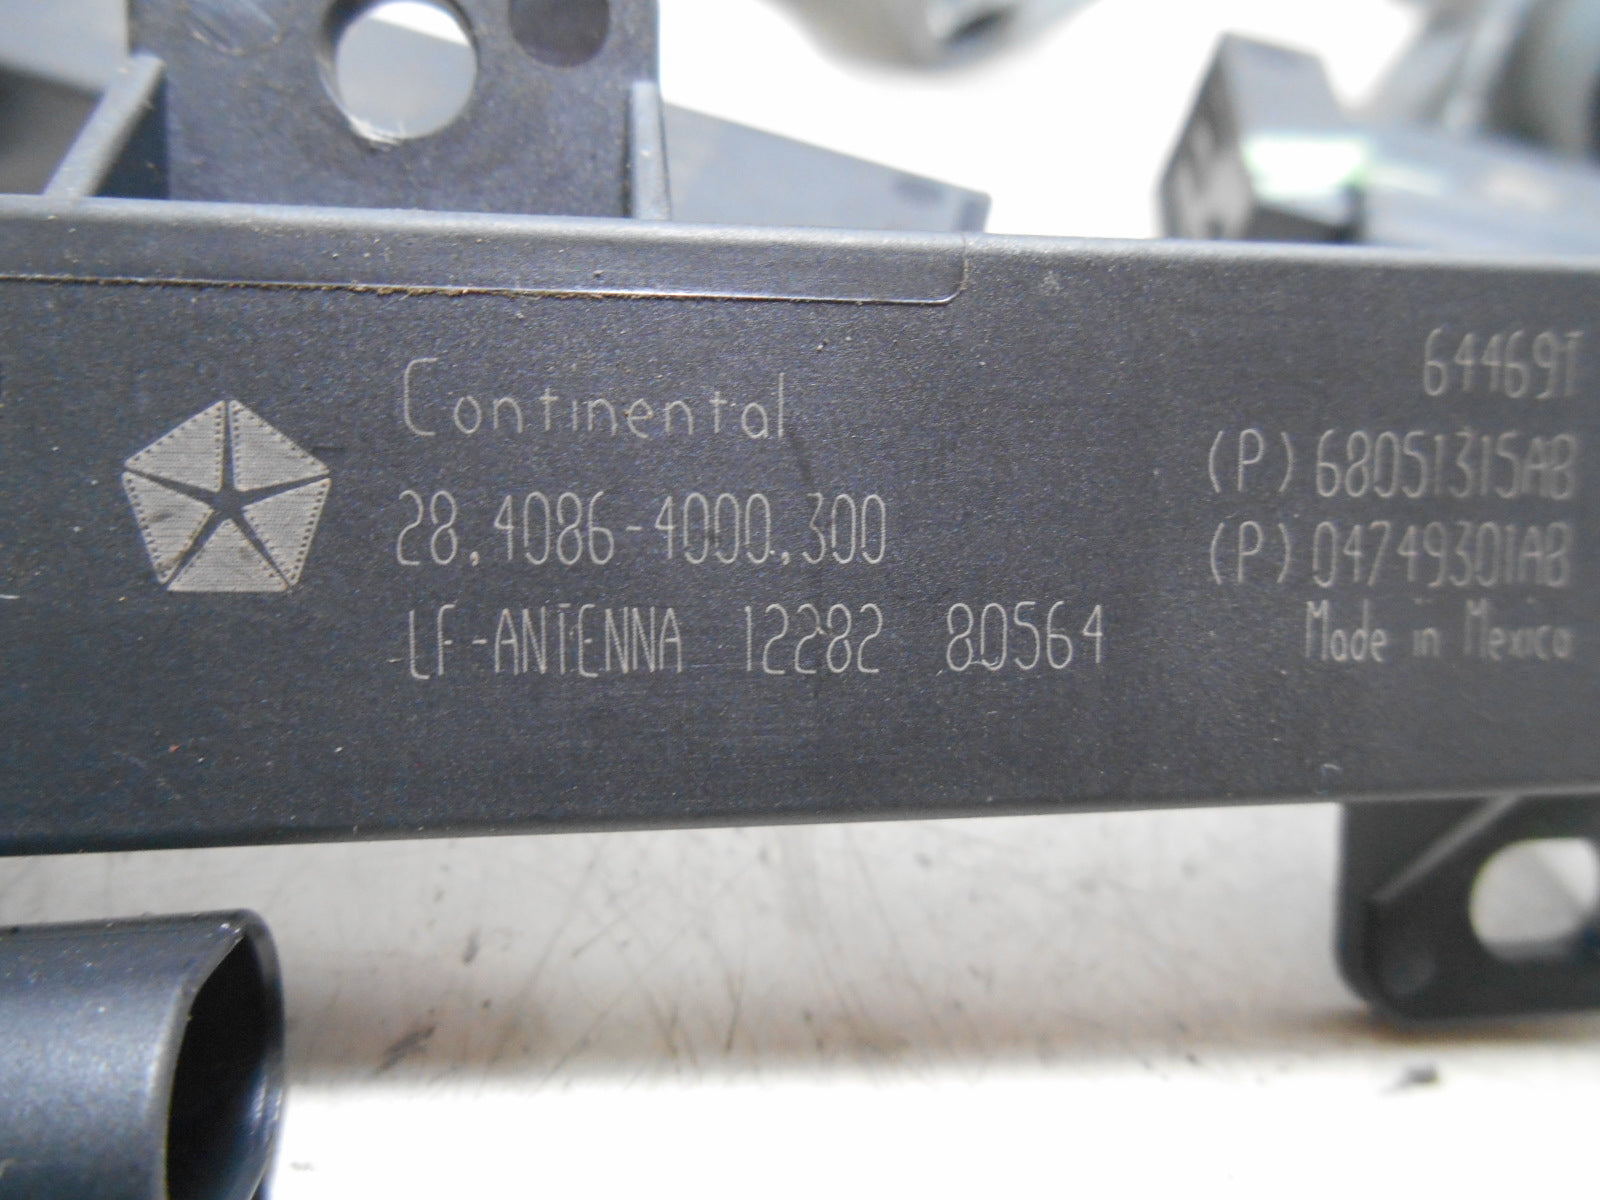 Continental
28.4086-4000.300
LF-ANTENNA 12282 80564
64469T
(P) 68051315AB
(P) 04749301AB
Made in Mexico